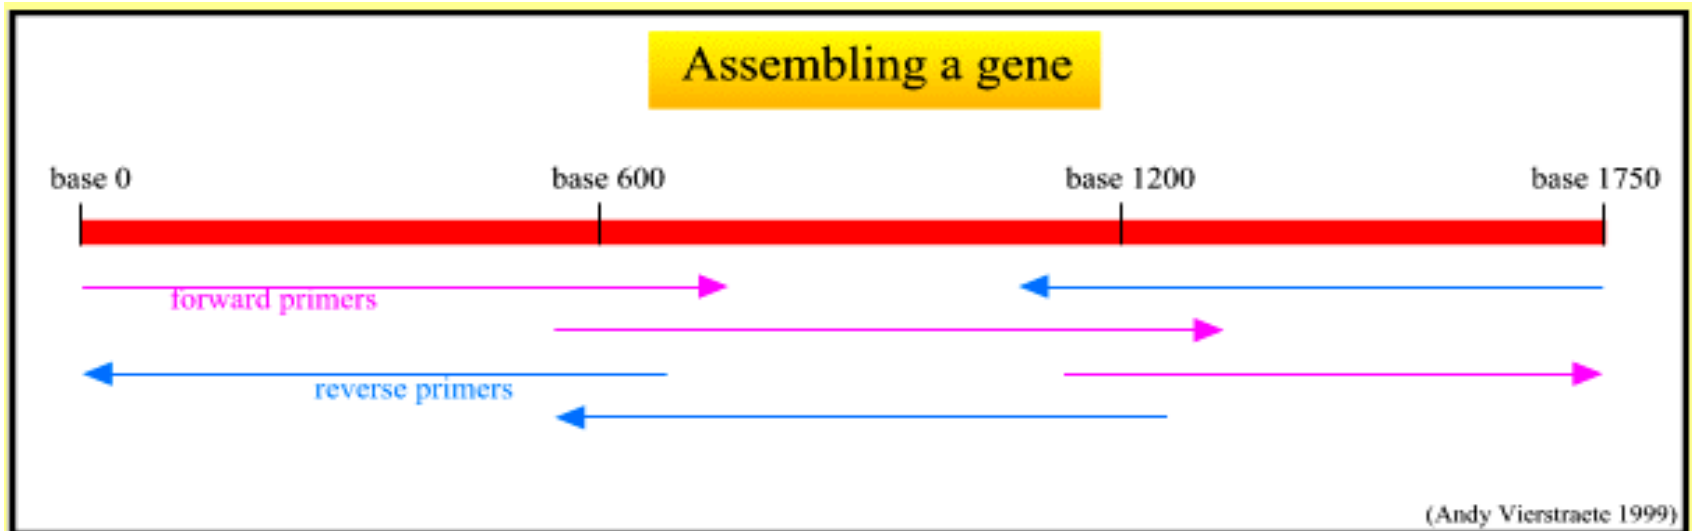 Assembling a gene
base 0
base 600
base 1200
base 1750
forward primers
reverse primers
(Andy Vierstraete 1999)